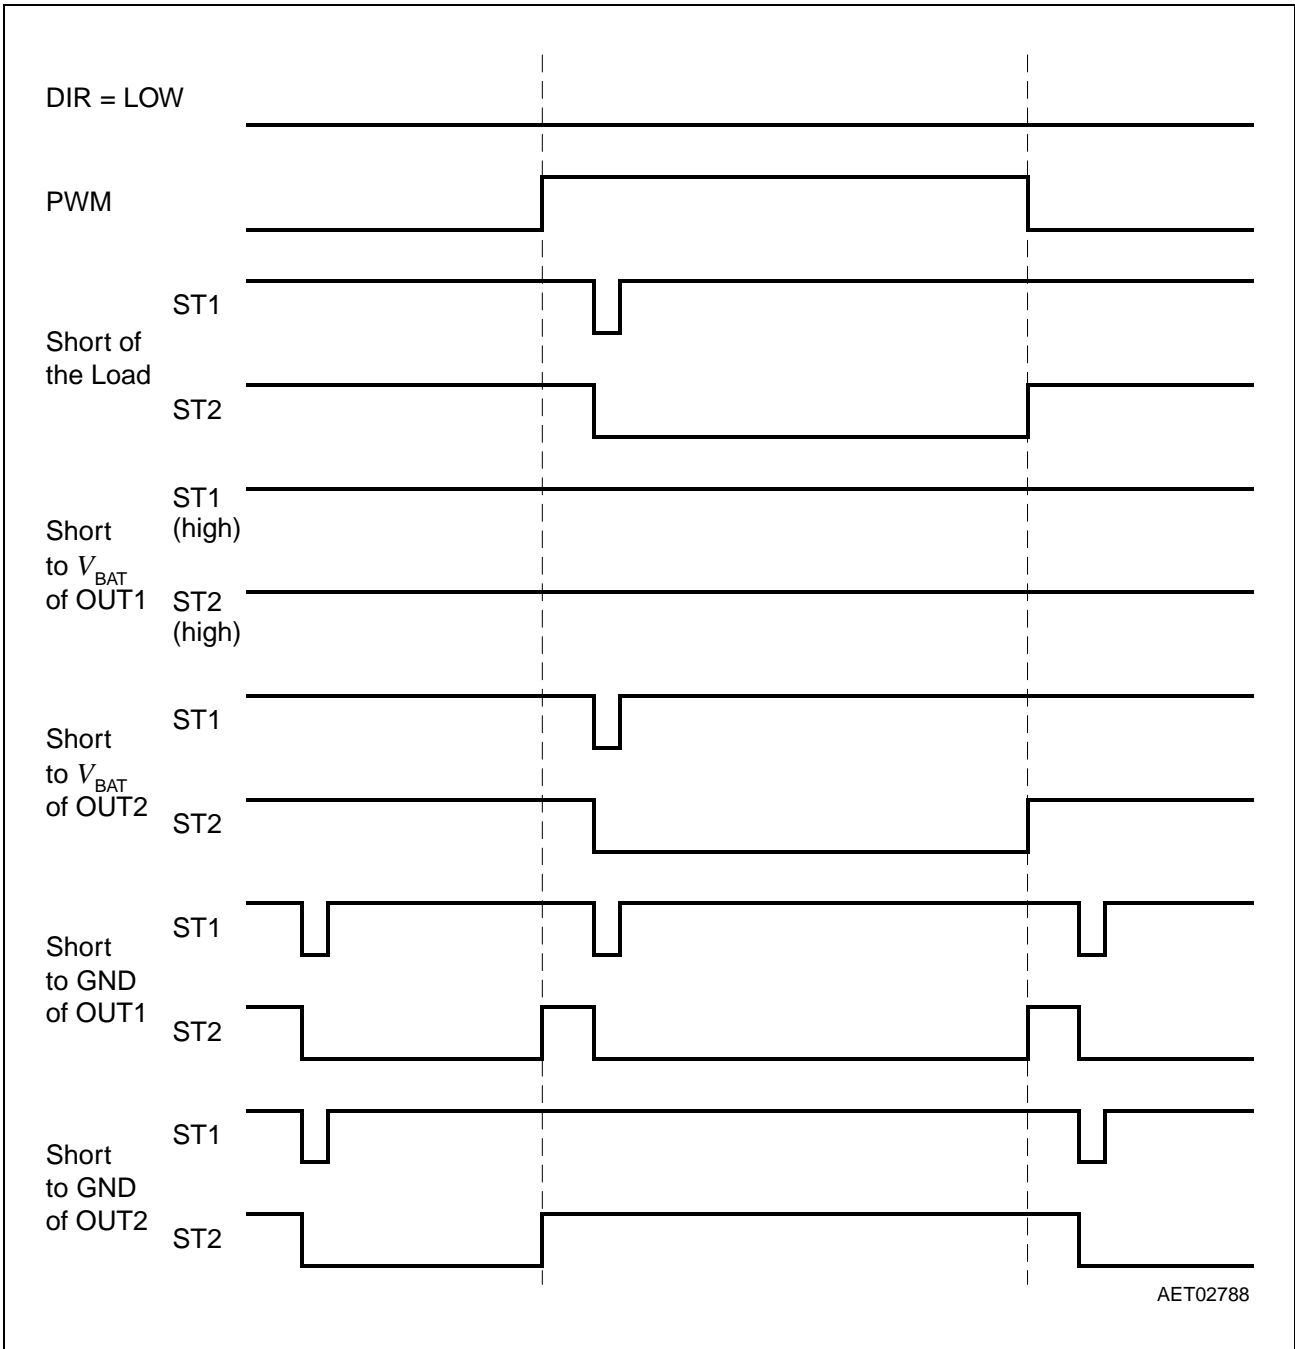 DIR = LOW
PWM
ST1
Short of
the Load
ST2
ST1
(high)
Short
to VBAT
of OUT1
ST2
(high)
ST1
Short
to VBAT
of OUT2
ST2
ST1
Short
to GND
of OUT1
ST2
ST1
Short
to GND
of OUT2
ST2
AET02788